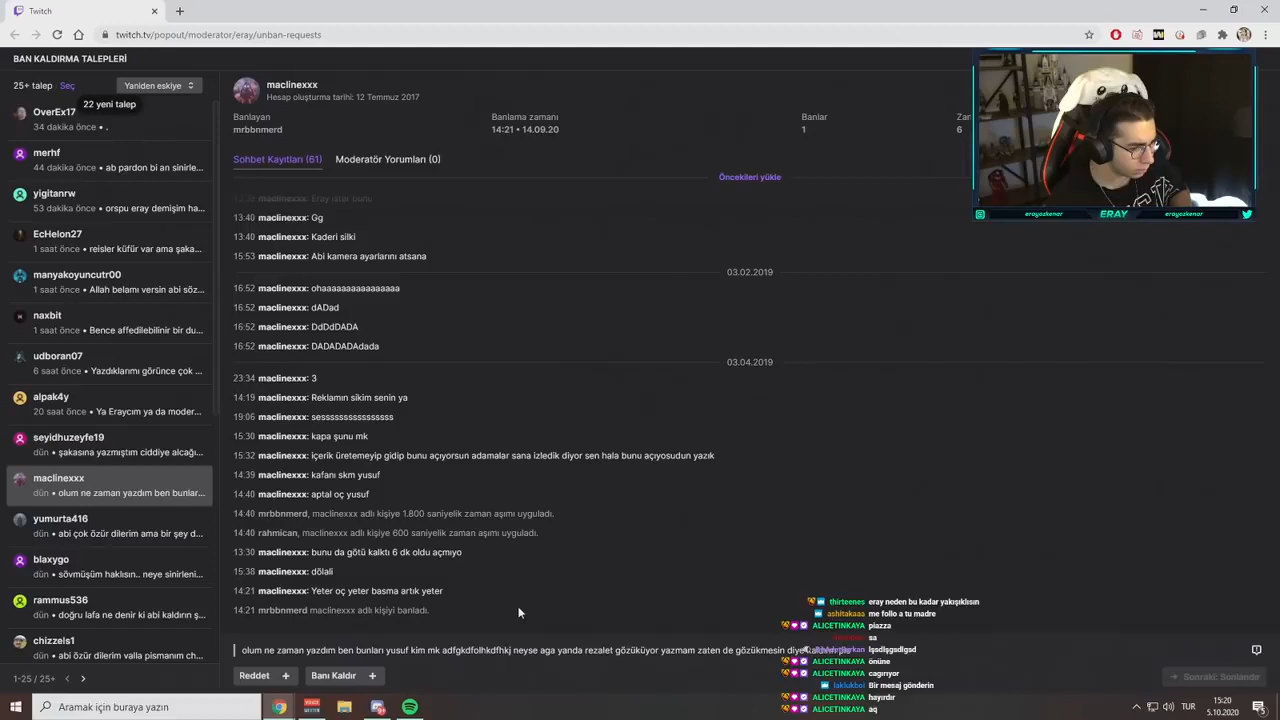 Twitch
twitch.tv/popout/moderator/eray/unban-requests
BAN KALDIRMA TALEPLERİ
25+ talep Seç Yeniden eskiye
22 yeni talep
OverEx17
34 dakika önce • .
merhf
44 dakika önce • ab pardon bi an sinirle...
yigitanrw
53 dakika önce • orspu eray demişim ha...
EcHelon27
1 saat önce • reisler küfür var ama şaka...
manyakoyuncutr00
1 saat önce • Allah belamı versin abi söz...
naxbit
1 saat önce • Bence affedilebilinir bir du...
udboran07
6 saat önce • Yazdıklarımı görünce çok ...
alpak4y
20 saat önce • Ya Eraycım ya da moder...
seyidhuzeyfe19
dün • şakasına yazmıştım ciddiye alcağı...
maclinexxx
dün • olum ne zaman yazdım ben bunlar...
yumurta416
dün • abi çok özür dilerim ama bir şey d...
blaxygo
dün • sövmüşüm haklısın.. neye sinirleni...
rammus536
dün • doğru lafa ne denir ki abi kaldırın ş...
chizzels1
dün • abi özür dilerim valla pismanım ch...
1-25 / 25+
maclinexxx
Hesap oluşturma tarihi: 12 Temmuz 2017
Banlayan
mrbbnmerd
Banlama zamanı
14:21 • 14.09.20
Banlar
1
Zar
6
Sohbet Kayıtları (61) Moderatör Yorumları (0)
Öncekileri yükle
13:40 maclinexxx: Gg
13:40 maclinexxx: Kaderi silki
15:53 maclinexxx: Abi kamera ayarlarını atsana
03.02.2019
16:52 maclinexxx: ohaaaaaaaaaaaaaaaa
16:52 maclinexxx: dADad
16:52 maclinexxx: DdDdDADA
16:52 maclinexxx: DADADADAdada
03.04.2019
23:34 maclinexxx: 3
14:19 maclinexxx: Reklamın sikim senin ya
19:06 maclinexxx: sesssssssssssssssss
15:30 maclinexxx: kapa şunu mk
15:32 maclinexxx: içerik üretemeyip gidip bunu açıyorsun adamalar sana izledik diyor sen hala bunu açıyosudun yazık
14:39 maclinexxx: kafanı skm yusuf
14:40 maclinexxx: aptal oç yusuf
14:40 mrbbnmerd, maclinexxx adlı kişiye 1.800 saniyelik zaman aşımı uyguladı.
14:40 rahmican, maclinexxx adlı kişiye 600 saniyelik zaman aşımı uyguladı.
13:30 maclinexxx: bunu da götü kalktı 6 dk oldu açmıyo
15:38 maclinexxx: dölali
14:21 maclinexxx: Yeter oç yeter basma artık yeter
14:21 mrbbnmerd maclinexxx adlı kişiyi banladı.
olum ne zaman yazdım ben bunları yusuf kim mk adfgkdfolhkdfhkj neyse aga yanda rezalet gözüküyor yazmam zaten de gözükmesin diye
Reddet + Banı Kaldır +
Sonraki: Sonlandır
erayozkenar ERAY erayozkenar
thirteenes eray neden bu kadar yakışıklısın
ashitakaaa me follo a tu madre
ALICETINKAYA piazza
sa
lşsdlşsgdlsgd
ALICETINKAYA önüne
ALICETINKAYA cagırıyor
laklukboi Bir mesaj gönderin
ALICETINKAYA hayırdır
ALICETINKAYA aq
Aramak için buraya yazın
TUR
15:20
5.10.2020